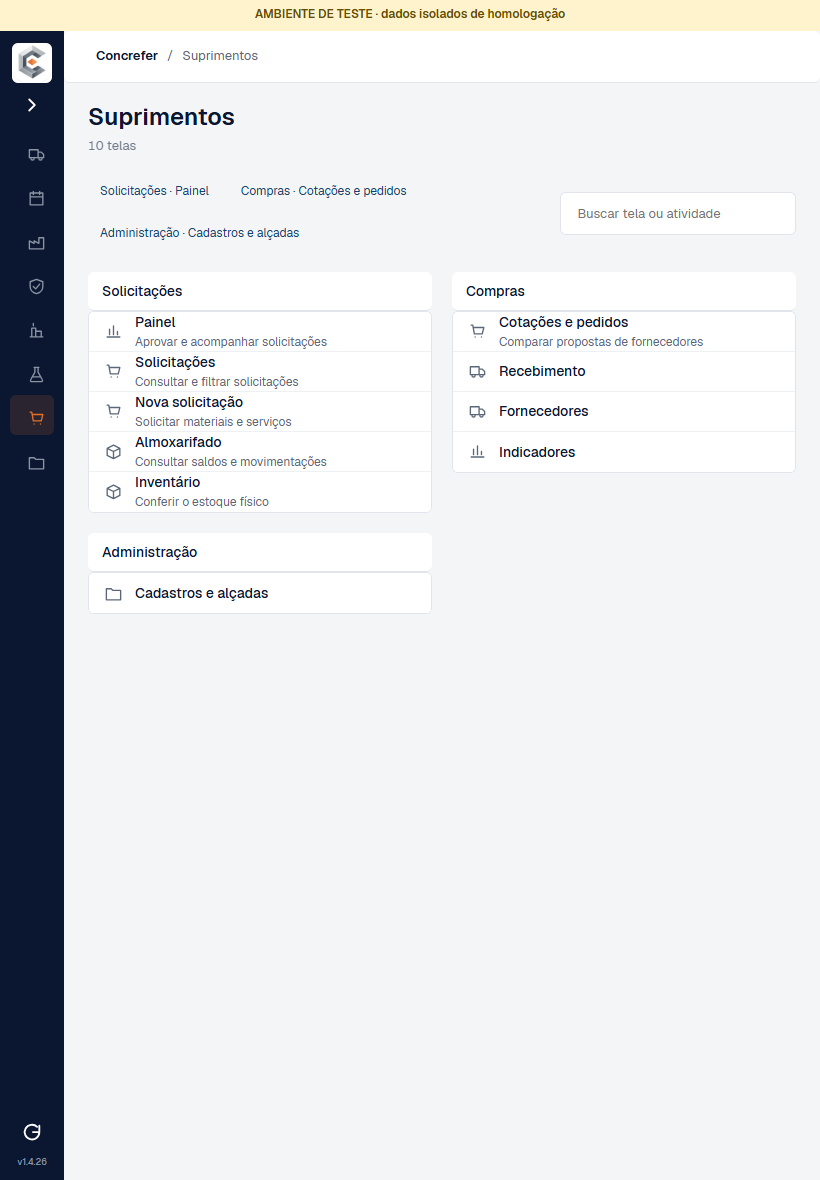 AMBIENTE DE TESTE · dados isolados de homologação
Concrefer / Suprimentos
Suprimentos
10 telas
Solicitações · Painel
Compras · Cotações e pedidos
Administração · Cadastros e alçadas
Buscar tela ou atividade
Solicitações
Painel
Aprovar e acompanhar solicitações
Solicitações
Consultar e filtrar solicitações
Nova solicitação
Solicitar materiais e serviços
Almoxarifado
Consultar saldos e movimentações
Inventário
Conferir o estoque físico
Compras
Cotações e pedidos
Comparar propostas de fornecedores
Recebimento
Fornecedores
Indicadores
Administração
Cadastros e alçadas
v1.4.26